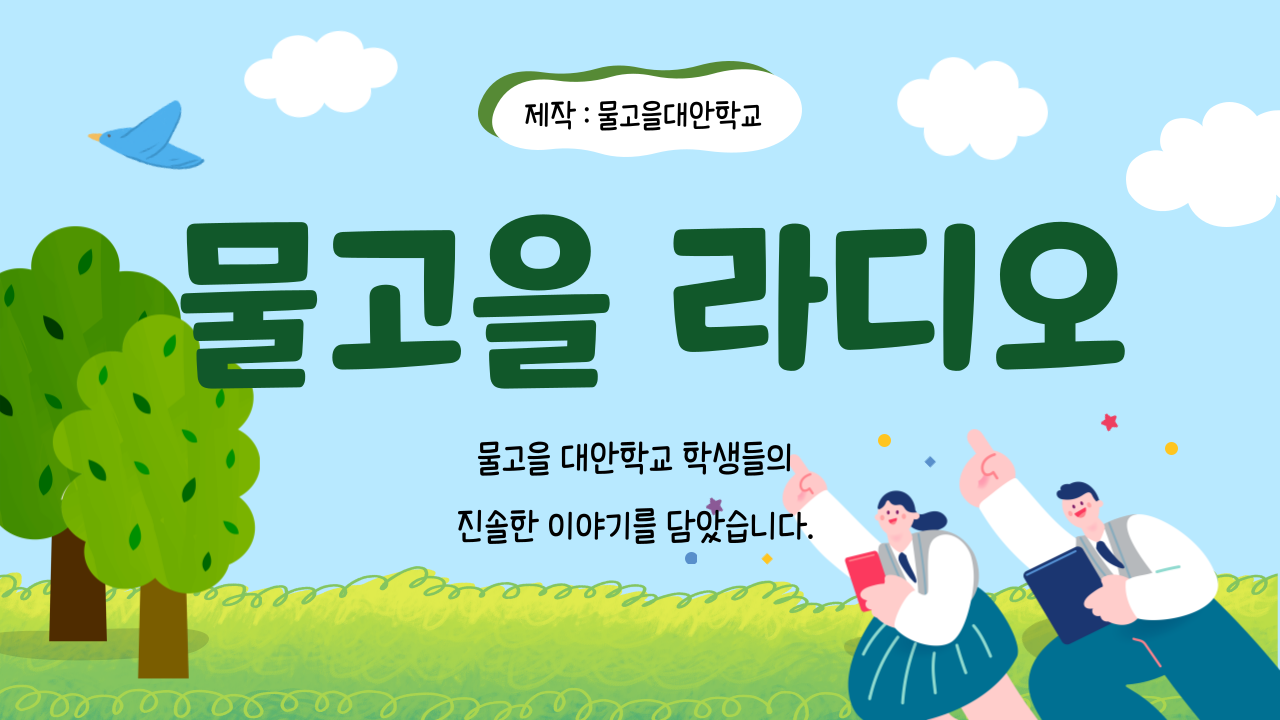 제작 : 물고을대안학교
물고을 라디오
물고을 대안학교 학생들의
진솔한 이야기를 담았습니다.